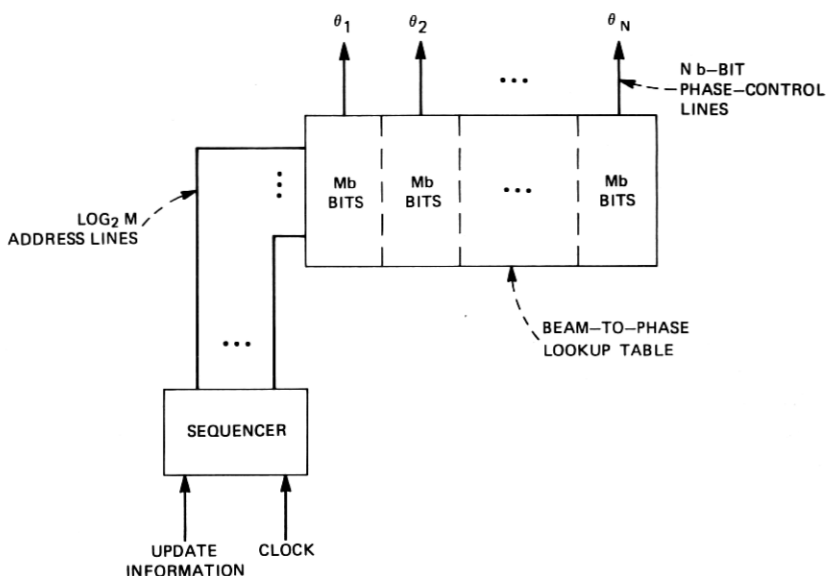 θ1 θ2 θN
N b–BIT
PHASE–CONTROL
LINES
•••
Mb
BITS
Mb
BITS
•••
Mb
BITS
LOG2 M
ADDRESS LINES
BEAM–TO–PHASE
LOOKUP TABLE
•••
SEQUENCER
UPDATE
INFORMATION
CLOCK